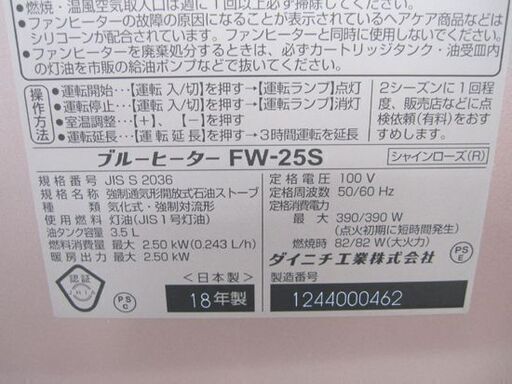 ●燃焼・温風空気取入口は週に1回以上必ず掃除してください。
●ファンヒーターの故障の原因になることが表示されているヘアケア商品などは
シリコーンが配合されています。ファンヒーターと同時に使用しないでください。
●ファンヒーターを廃棄処分するときは、必ずカートリッジタンク・油受皿内
の灯油を市販の給油ポンプなどで抜いてください。
操作方法
●運転開始…【運転 入/切】を押す→【運転ランプ】点灯
●運転停止…【運転 入/切】を押す→【運転ランプ】消灯
●室温調整…【+】、【−】を押す
●運転延長…【運転延長】を押す→3時間運転を延長
2シーズンに1回程
度、販売店などに点
検依頼(有料)をおす
すめします。
ブルーヒーター FW-25S
シャインローズ(R)
規格番号 JIS S 2036
規格名称 強制通気形開放式石油ストーブ
種類 気化式・強制対流形
使用燃料 灯油(JIS1号灯油)
油タンク容量 3.5 L
燃料消費量 最大 2.50 kW(0.243 L/h)
暖房出力 最大 2.50 kW
定格電圧 100 V
定格周波数 50/60 Hz
定格消費電力
最大 390/390 W
(点火初期に短時間発生)
燃焼時 82/82 W(大火力)
PS
E
ダイニチ工業株式会社
認証
JHIA
PS
C
<日本製>
18年製
製造番号
1244000462